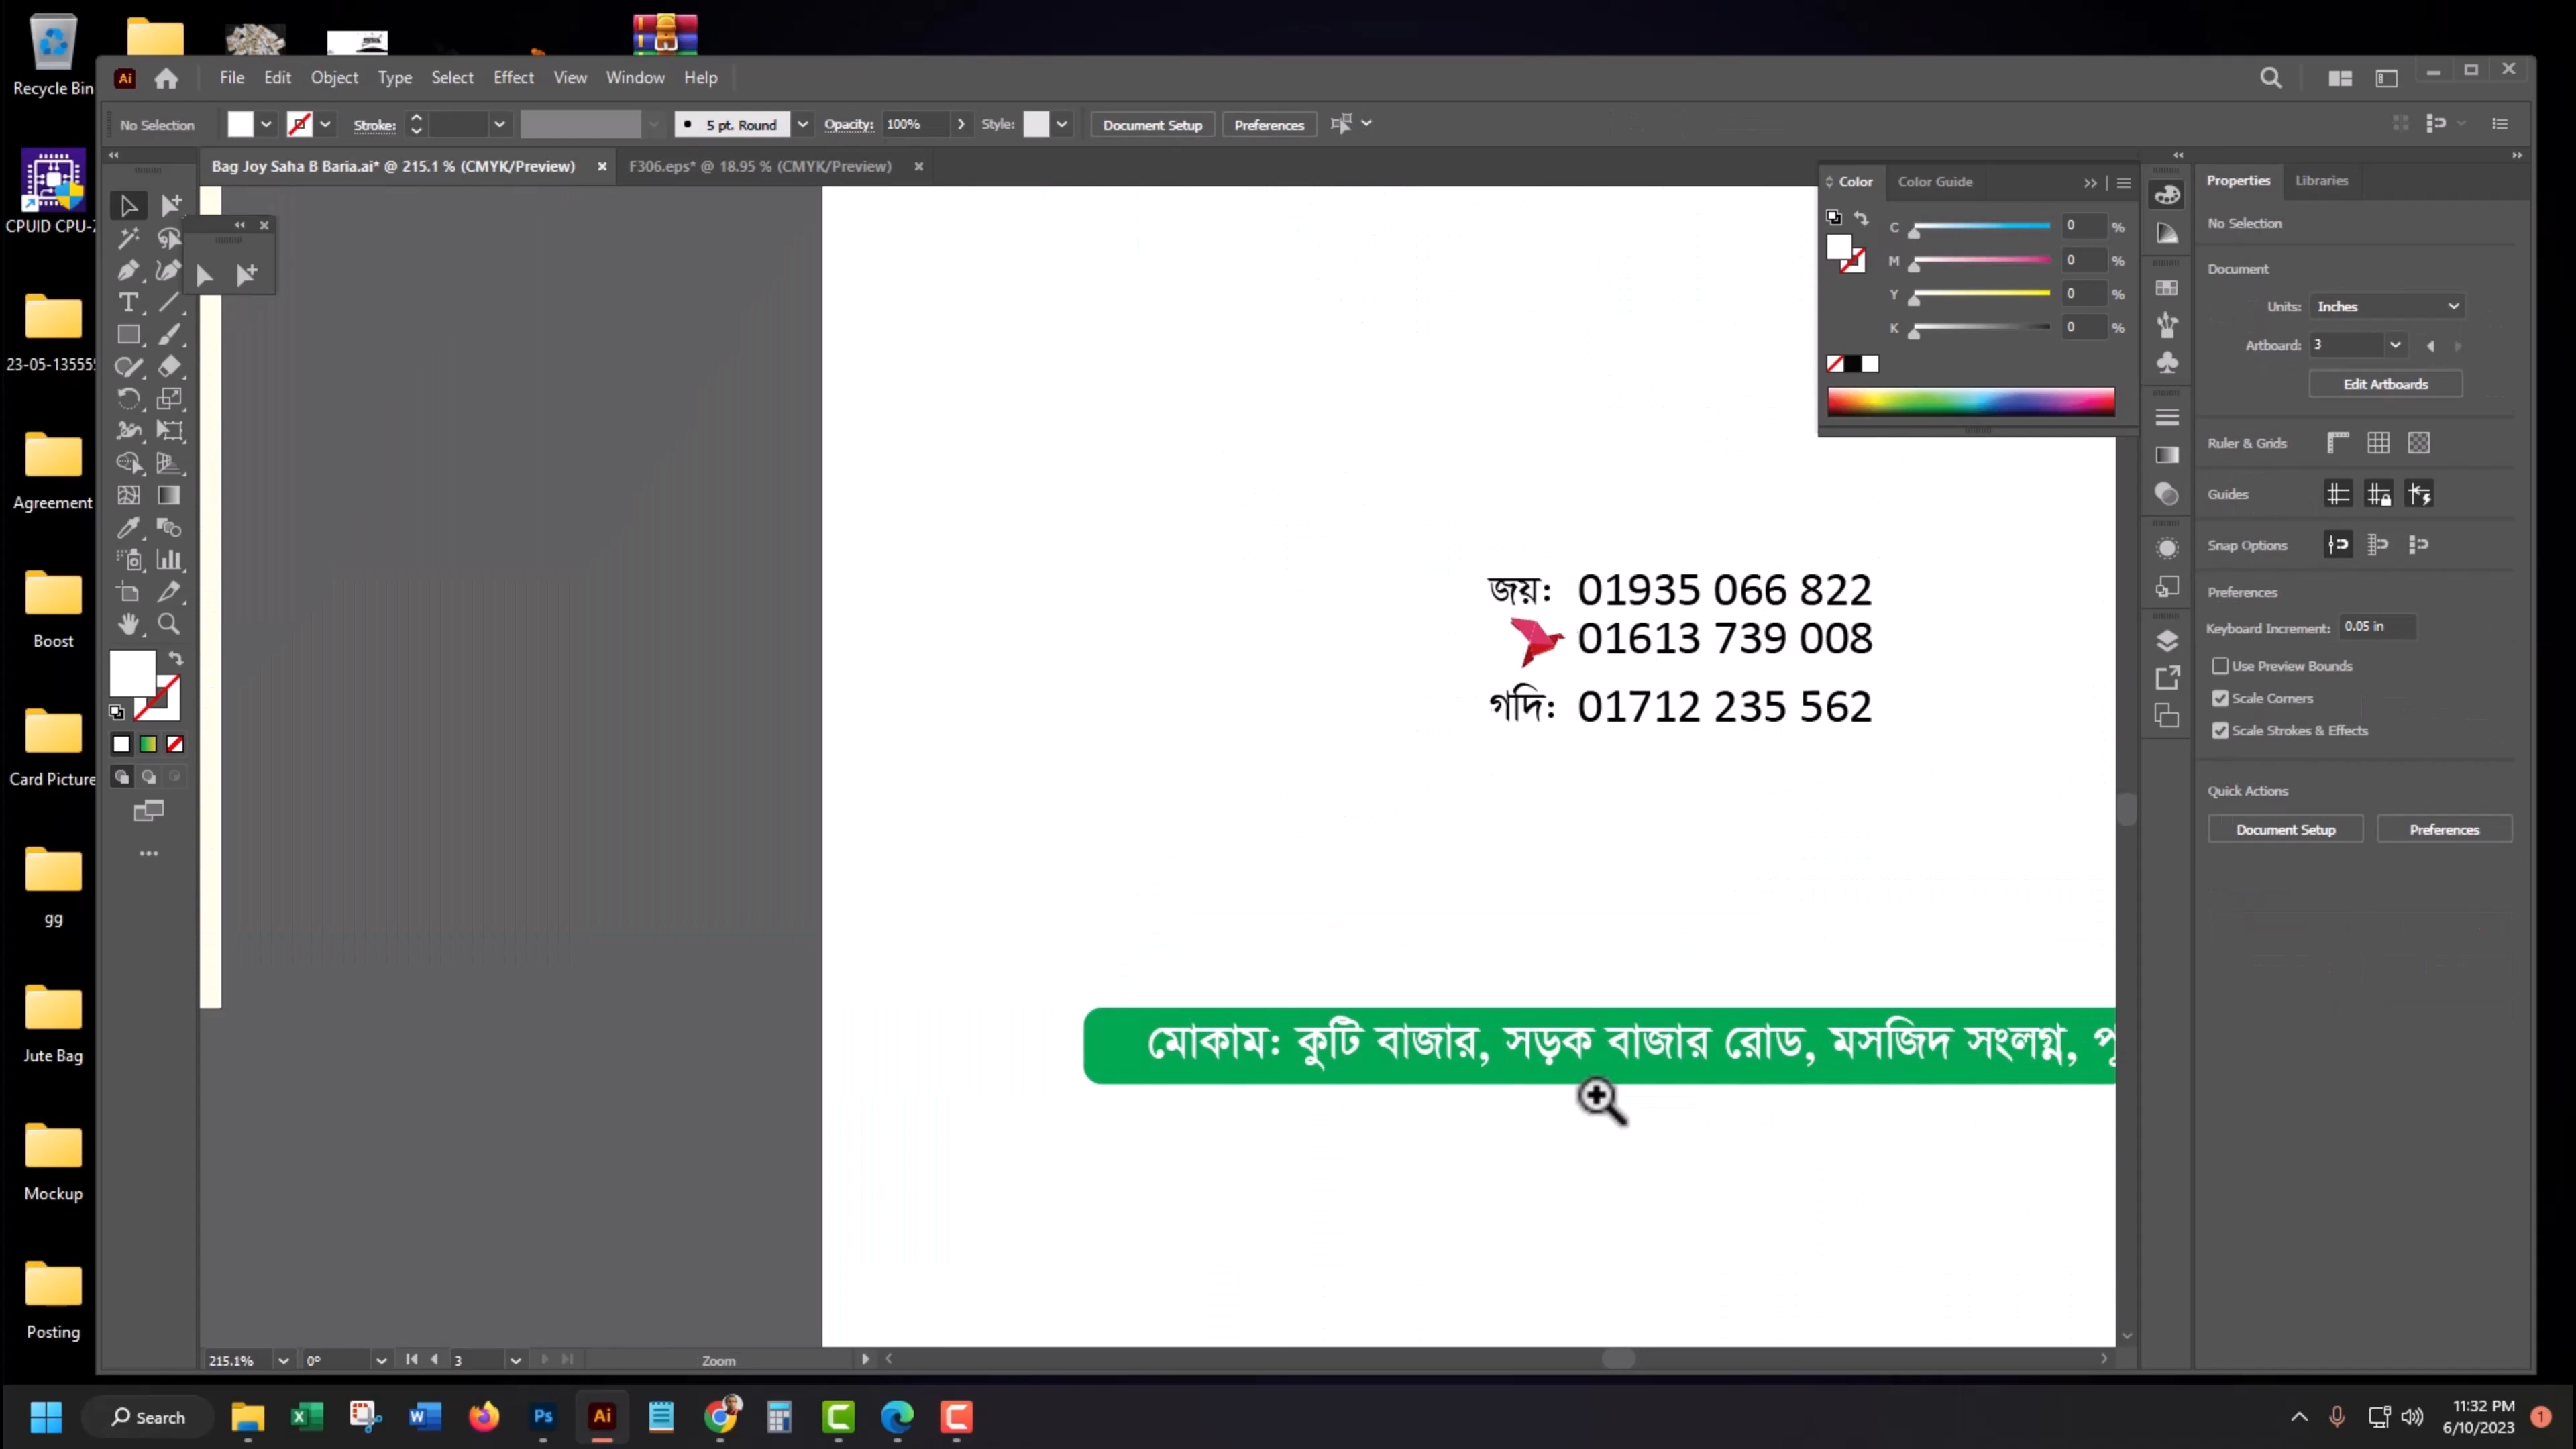 Recycle Bin
File Edit Object Type Select Effect View Window Help
No Selection Stroke: 5 pt. Round Opacity: 100% Style: Document Setup Preferences
Bag Joy Saha B Baria.ai* @ 215.1 % (CMYK/Preview) F306.eps* @ 18.95 % (CMYK/Preview)
CPUID CPU-
23-05-13555
Agreement
Boost
Card Picture
gg
Jute Bag
Mockup
Posting
জয়: 01935 066 822
01613 739 008
গদি: 01712 235 562
মোকাম: কুটি বাজার, সড়ক বাজার রোড, মসজিদ সংলগ্ন,
Color Color Guide
C 0 %
M 0 %
Y 0 %
K 0 %
Properties Libraries
No Selection
Document
Units: Inches
Artboard: 3
Edit Artboards
Ruler & Grids
Guides
Snap Options
Preferences
Keyboard Increment: 0.05 in
Use Preview Bounds
Scale Corners
Scale Strokes & Effects
Quick Actions
Document Setup Preferences
215.1% 0° 3 Zoom
Search
Ps Ai
11:32 PM
6/10/2023
1